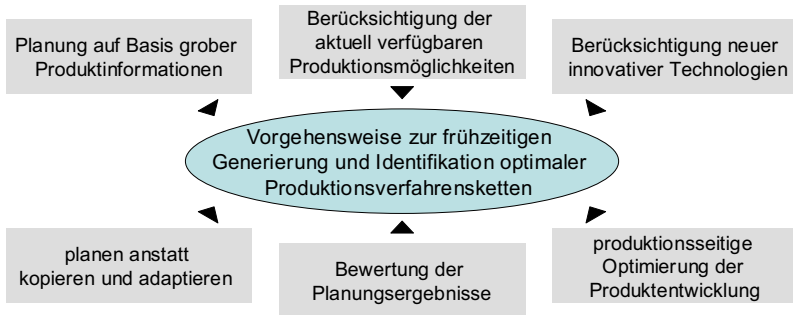 Planung auf Basis grober
Produktinformationen
Berücksichtigung der
aktuell verfügbaren
Produktionsmöglichkeiten
Berücksichtigung neuer
innovativer Technologien
Vorgehensweise zur frühzeitigen
Generierung und Identifikation optimaler
Produktionsverfahrensketten
planen anstatt
kopieren und adaptieren
Bewertung der
Planungsergebnisse
produktionsseitige
Optimierung der
Produktentwicklung